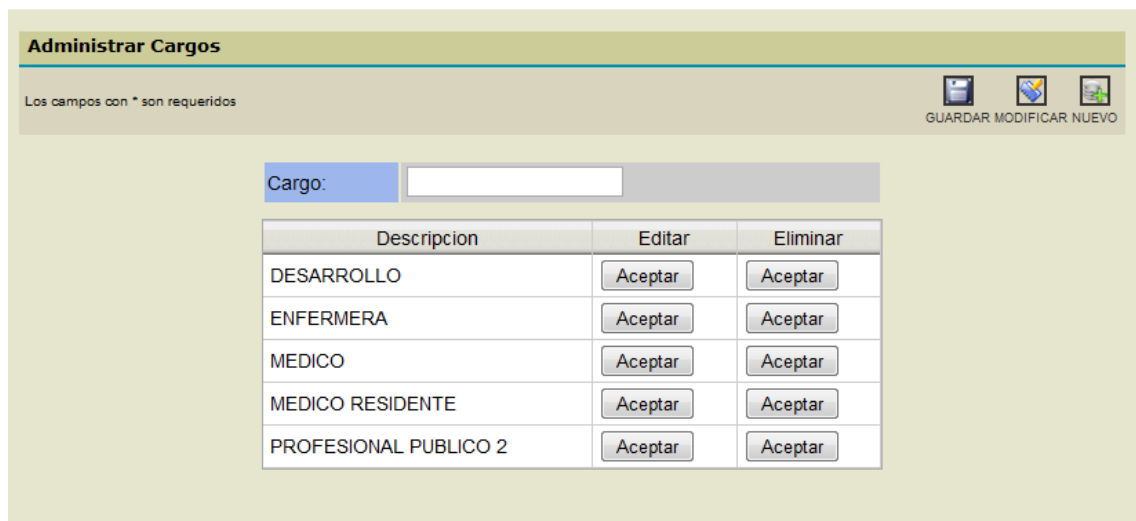 Administrar Cargos
Los campos con * son requeridos
GUARDAR MODIFICAR NUEVO
Cargo:
Descripcion Editar Eliminar
DESARROLLO Aceptar Aceptar
ENFERMERA Aceptar Aceptar
MEDICO Aceptar Aceptar
MEDICO RESIDENTE Aceptar Aceptar
PROFESIONAL PUBLICO 2 Aceptar Aceptar